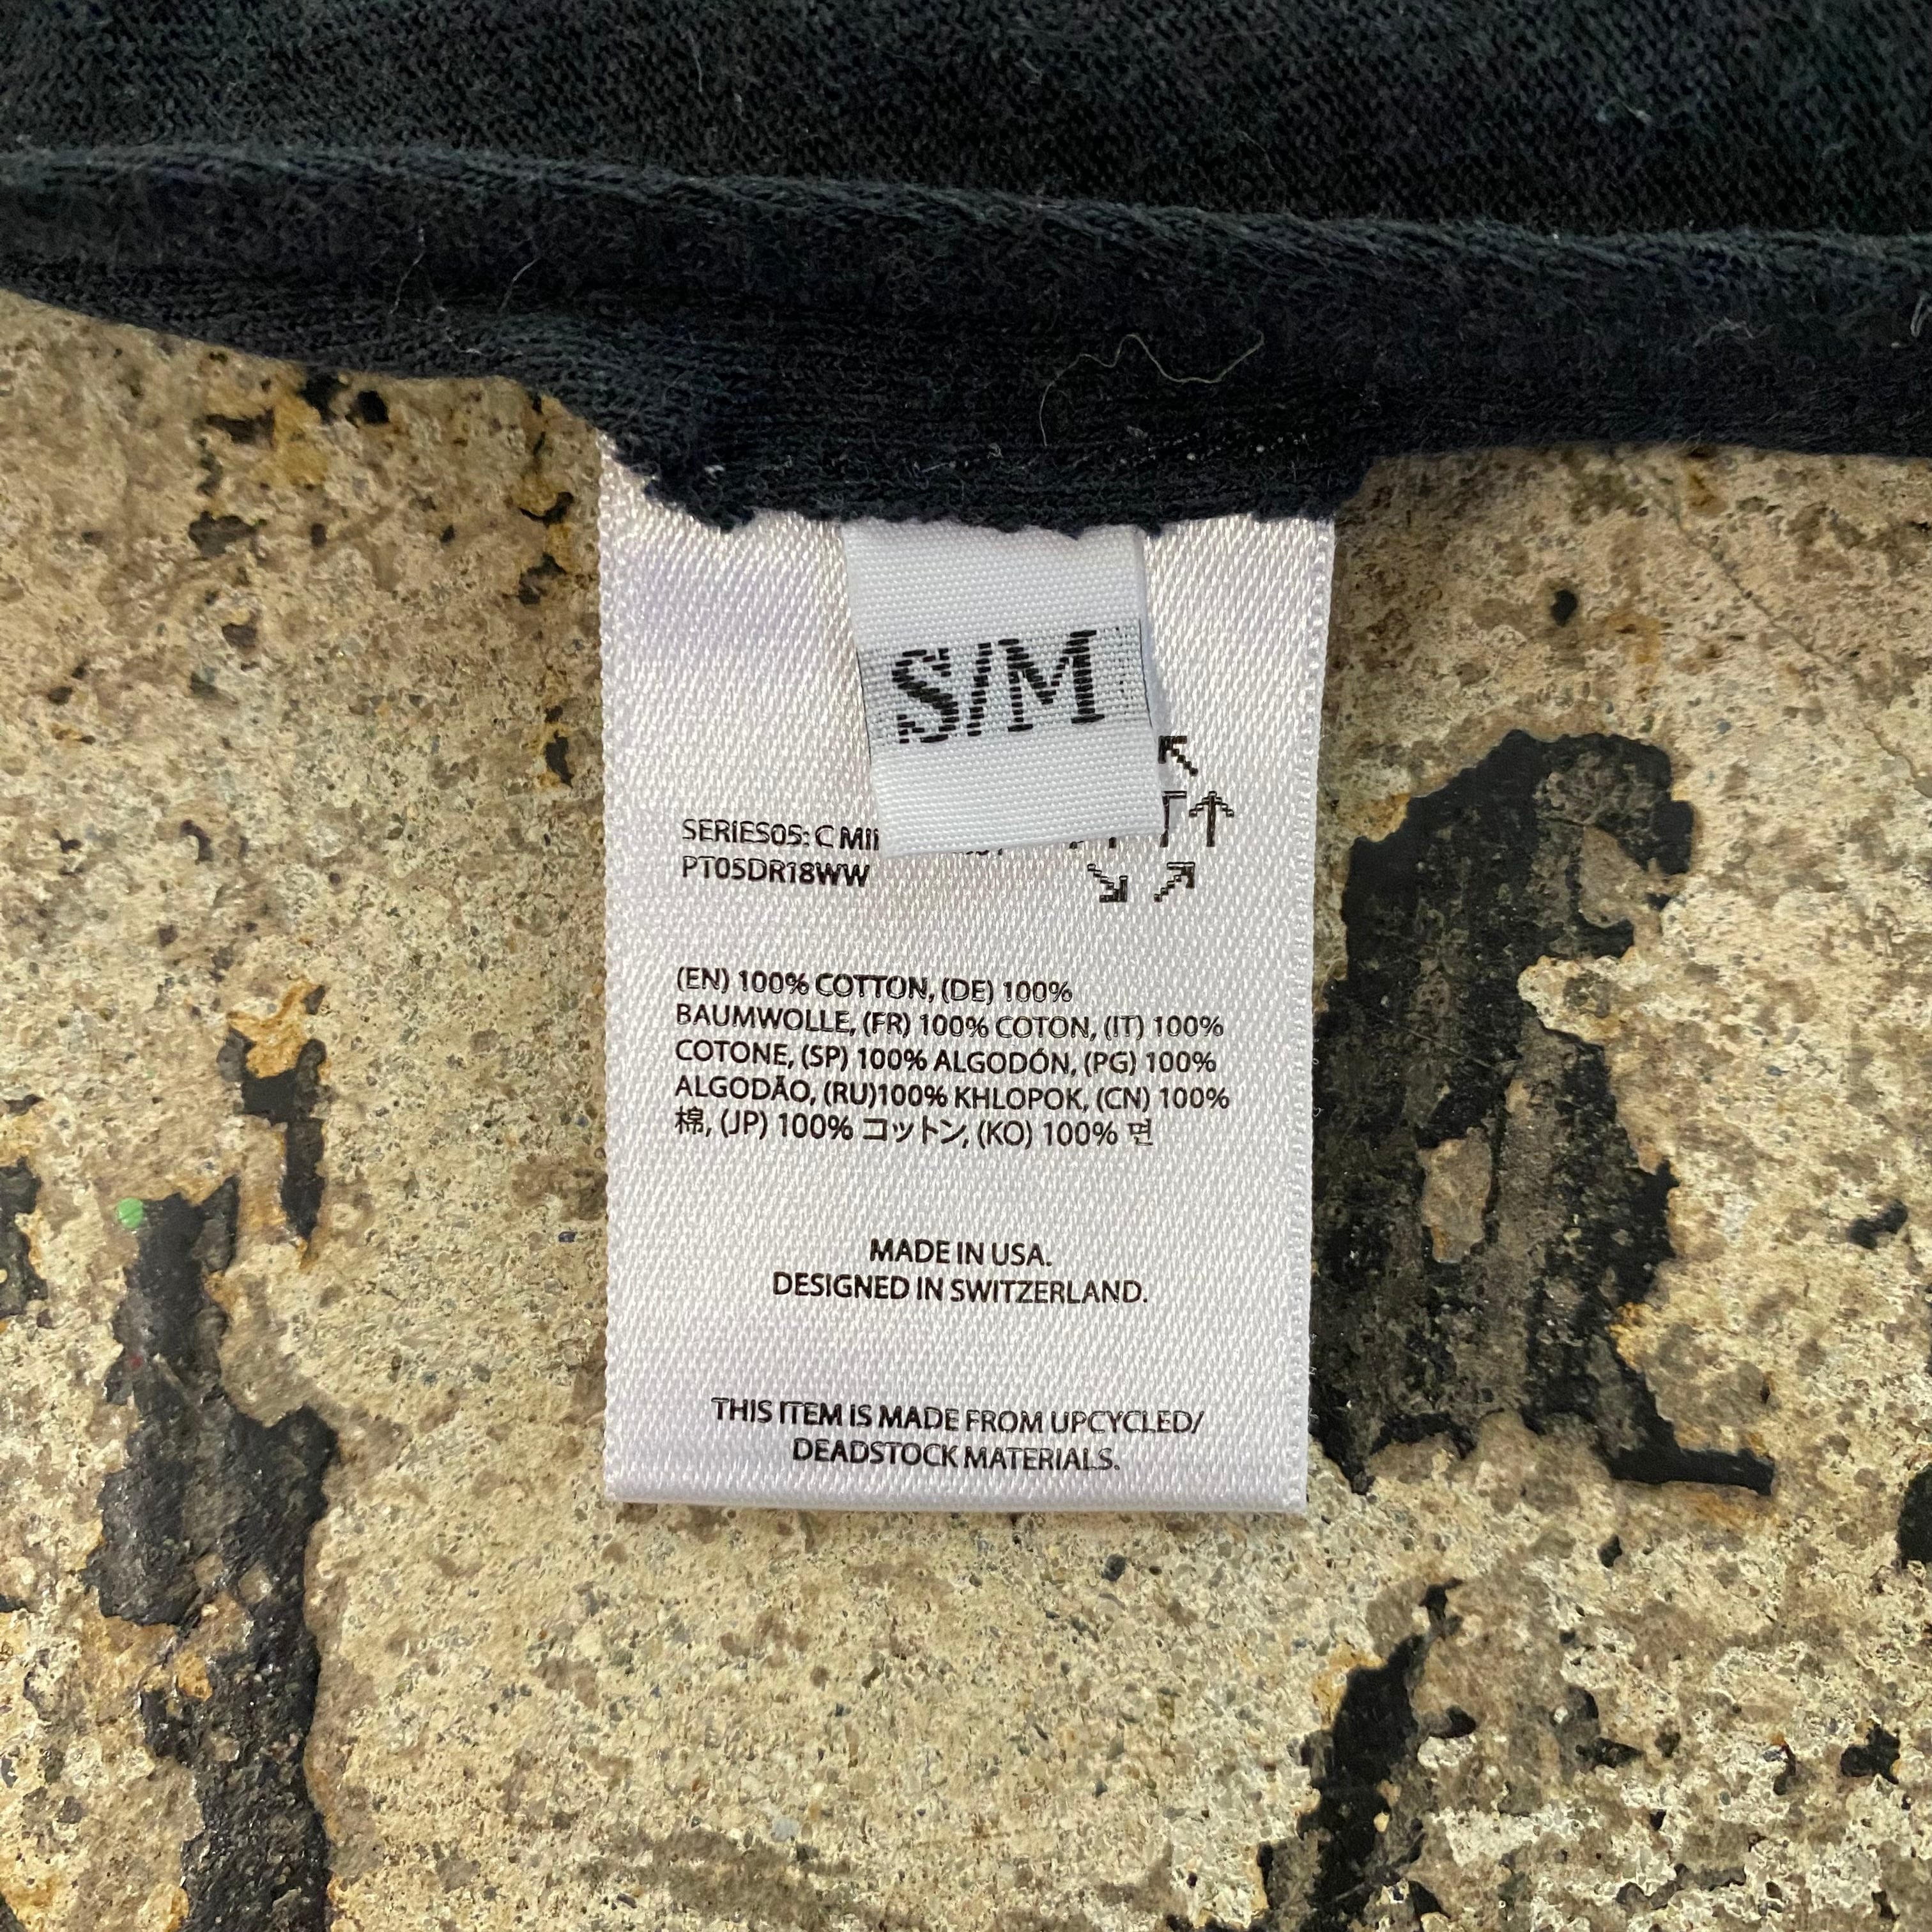 S/M
SERIES05: C
PT05DR18WW
(EN) 100% COTTON, (DE) 100%
BAUMWOLLE, (FR) 100% COTON, (IT) 100%
COTONE, (SP) 100% ALGODÓN, (PG) 100%
ALGODÃO, (RU)100% KHLOPOK, (CN) 100%
棉, (JP) 100% コットン, (KO) 100% 면
MADE IN USA.
DESIGNED IN SWITZERLAND.
THIS ITEM IS MADE FROM UPCYCLED/
DEADSTOCK MATERIALS.